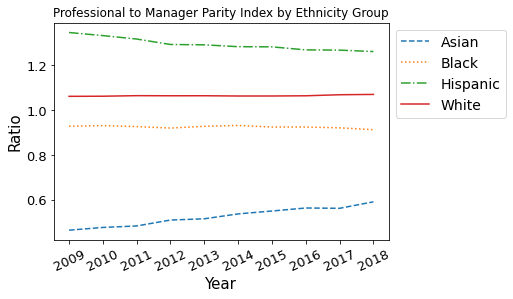 Professional to Manager Parity Index by Ethnicity Group
Asian
Black
Hispanic
White
Ratio
1.2
1.0
0.8
0.6
2009 2010 2011 2012 2013 2014 2015 2016 2017 2018
Year